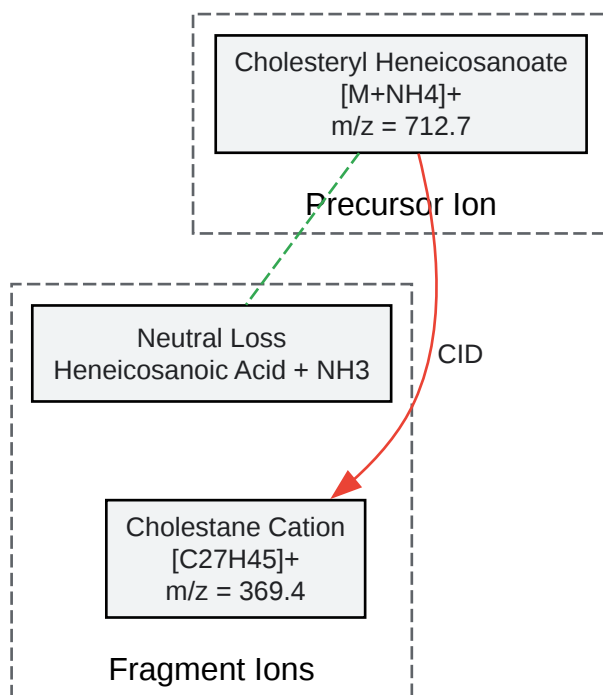 Cholesteryl Heneicosanoate
[M+NH4]+
m/z = 712.7
Precursor Ion
Neutral Loss
Heneicosanoic Acid + NH3
CID
Cholestane Cation
[C27H45]+
m/z = 369.4
Fragment Ions